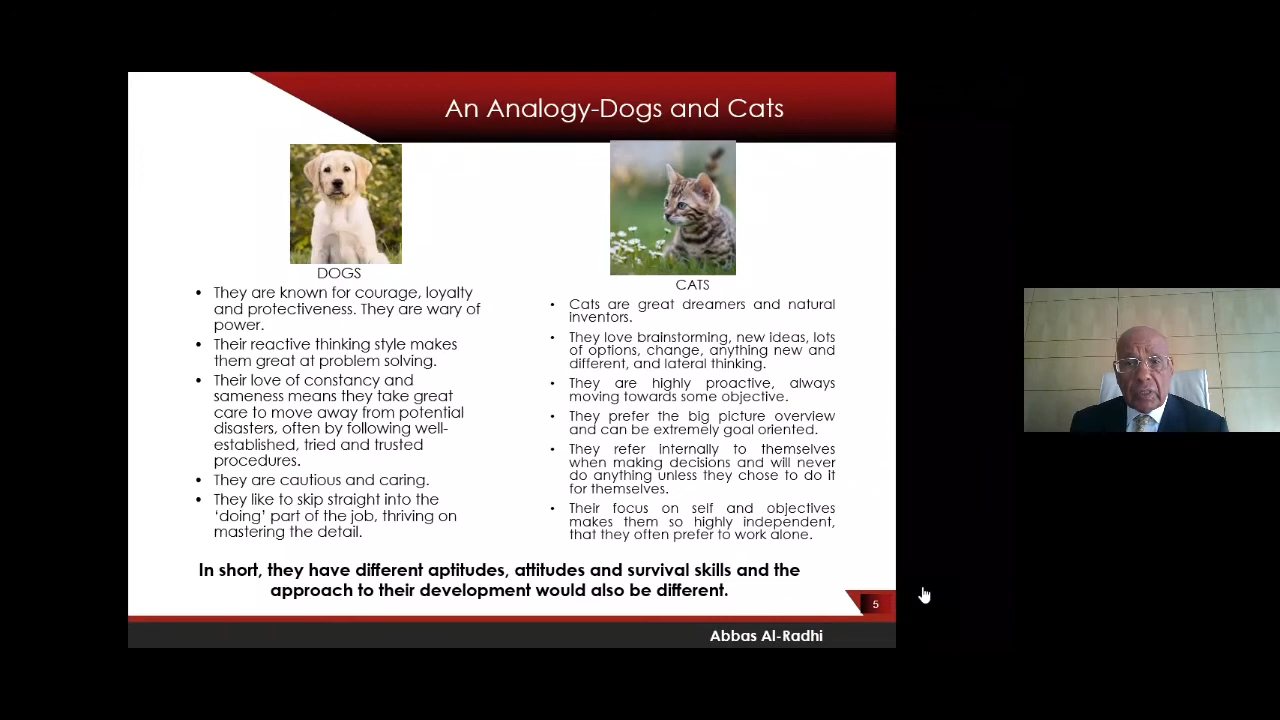 An Analogy-Dogs and Cats
DOGS
• They are known for courage, loyalty
and protectiveness. They are wary of
power.
• Their reactive thinking style makes
them great at problem solving.
• Their love of constancy and
sameness means they take great
care to move away from potential
disasters, often by following well-
established, tried and trusted
procedures.
• They are cautious and caring.
• They like to skip straight into the
‘doing’ part of the job, thriving on
mastering the detail.
CATS
• Cats are great dreamers and natural
inventors.
• They love brainstorming, new ideas, lots
of options, change, anything new and
different, and lateral thinking.
• They are highly proactive, always
moving towards some objective.
• They prefer the big picture overview
and can be extremely goal oriented.
• They refer internally to themselves
when making decisions and will never
do anything unless they chose to do it
for themselves.
• Their focus on self and objectives
makes them so highly independent,
that they often prefer to work alone.
In short, they have different aptitudes, attitudes and survival skills and the
approach to their development would also be different.
5
Abbas Al-Radhi